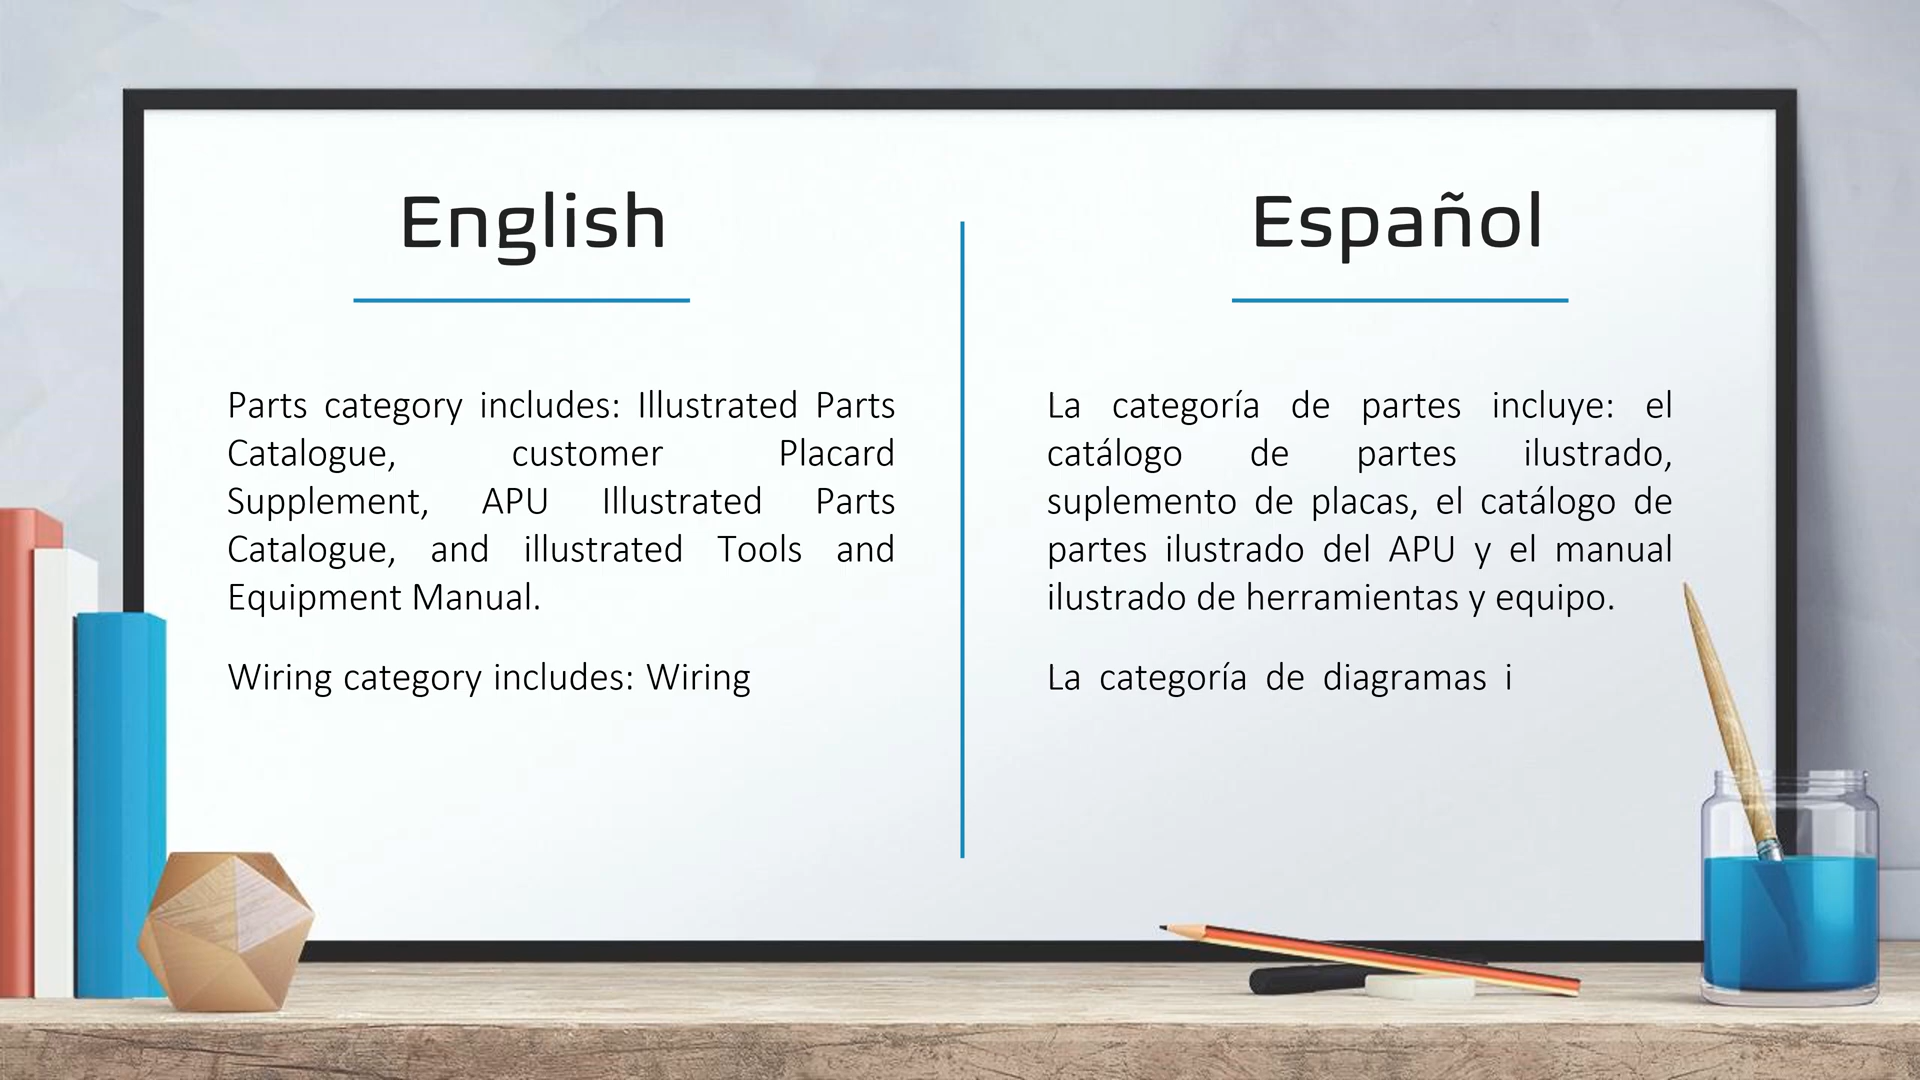 English
Parts category includes: Illustrated Parts
Catalogue, customer Placard
Supplement, APU Illustrated Parts
Catalogue, and illustrated Tools and
Equipment Manual.
Wiring category includes: Wiring
Español
La categoría de partes incluye: el
catálogo de partes ilustrado,
suplemento de placas, el catálogo de
partes ilustrado del APU y el manual
ilustrado de herramientas y equipo.
La categoría de diagramas i